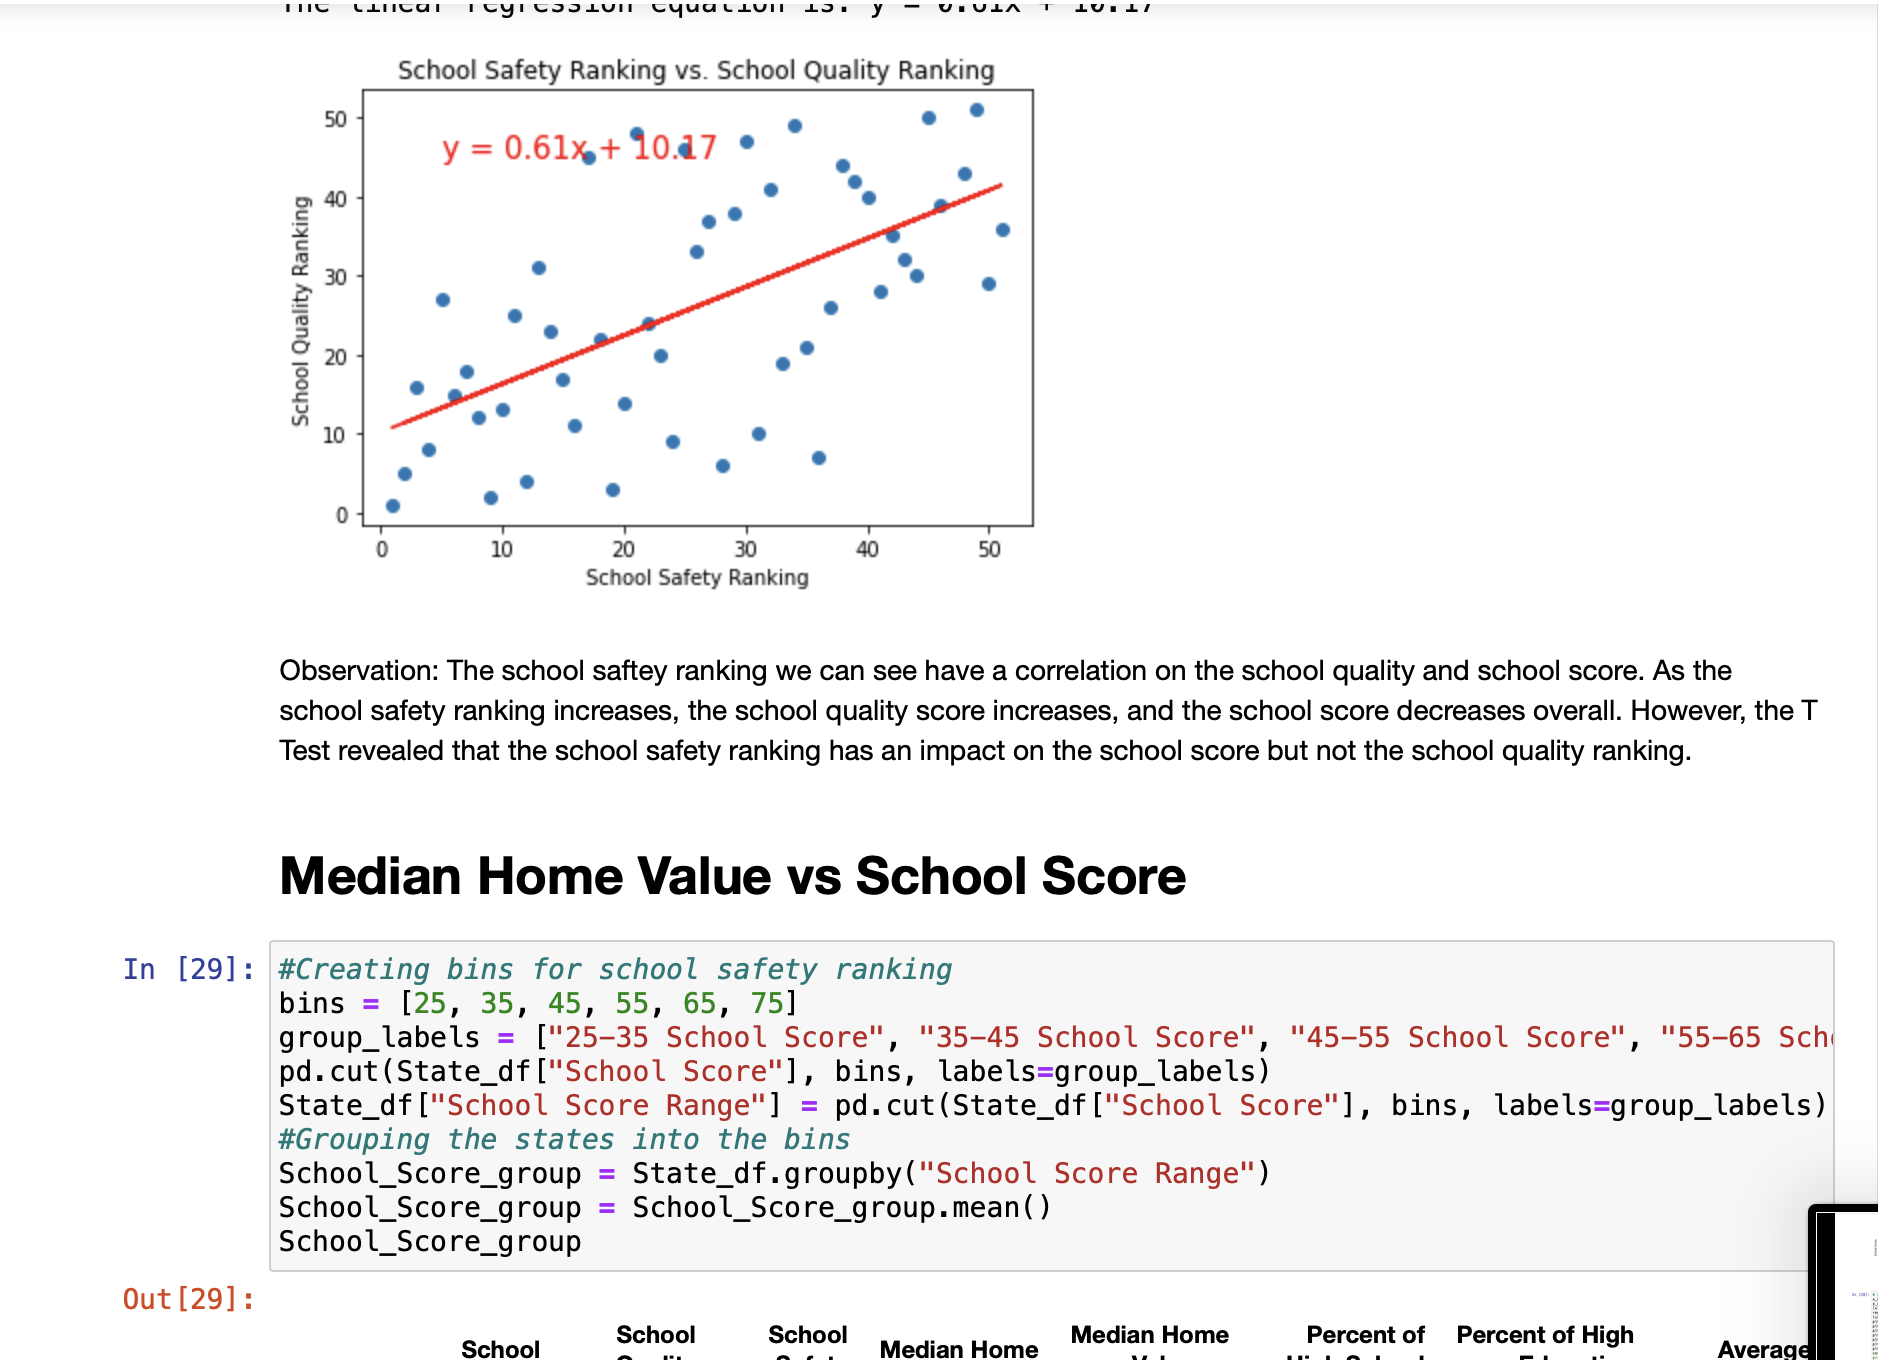 The linear regression equation is: y = 0.61x + 10.17
School Safety Ranking vs. School Quality Ranking
y = 0.61x + 10.17
School Quality Ranking
50
40
30
20
10
0
0 10 20 30 40 50
School Safety Ranking
Observation: The school saftey ranking we can see have a correlation on the school quality and school score. As the
school safety ranking increases, the school quality score increases, and the school score decreases overall. However, the T
Test revealed that the school safety ranking has an impact on the school score but not the school quality ranking.
Median Home Value vs School Score
In [29]:
#Creating bins for school safety ranking
bins = [25, 35, 45, 55, 65, 75]
group_labels = ["25–35 School Score", "35–45 School Score", "45–55 School Score", "55–65 Sch
pd.cut(State_df["School Score"], bins, labels=group_labels)
State_df["School Score Range"] = pd.cut(State_df["School Score"], bins, labels=group_labels)
#Grouping the states into the bins
School_Score_group = State_df.groupby("School Score Range")
School_Score_group = School_Score_group.mean()
School_Score_group
Out[29]:
School School Median Home Value Percent of Percent of High
School Median Home Average